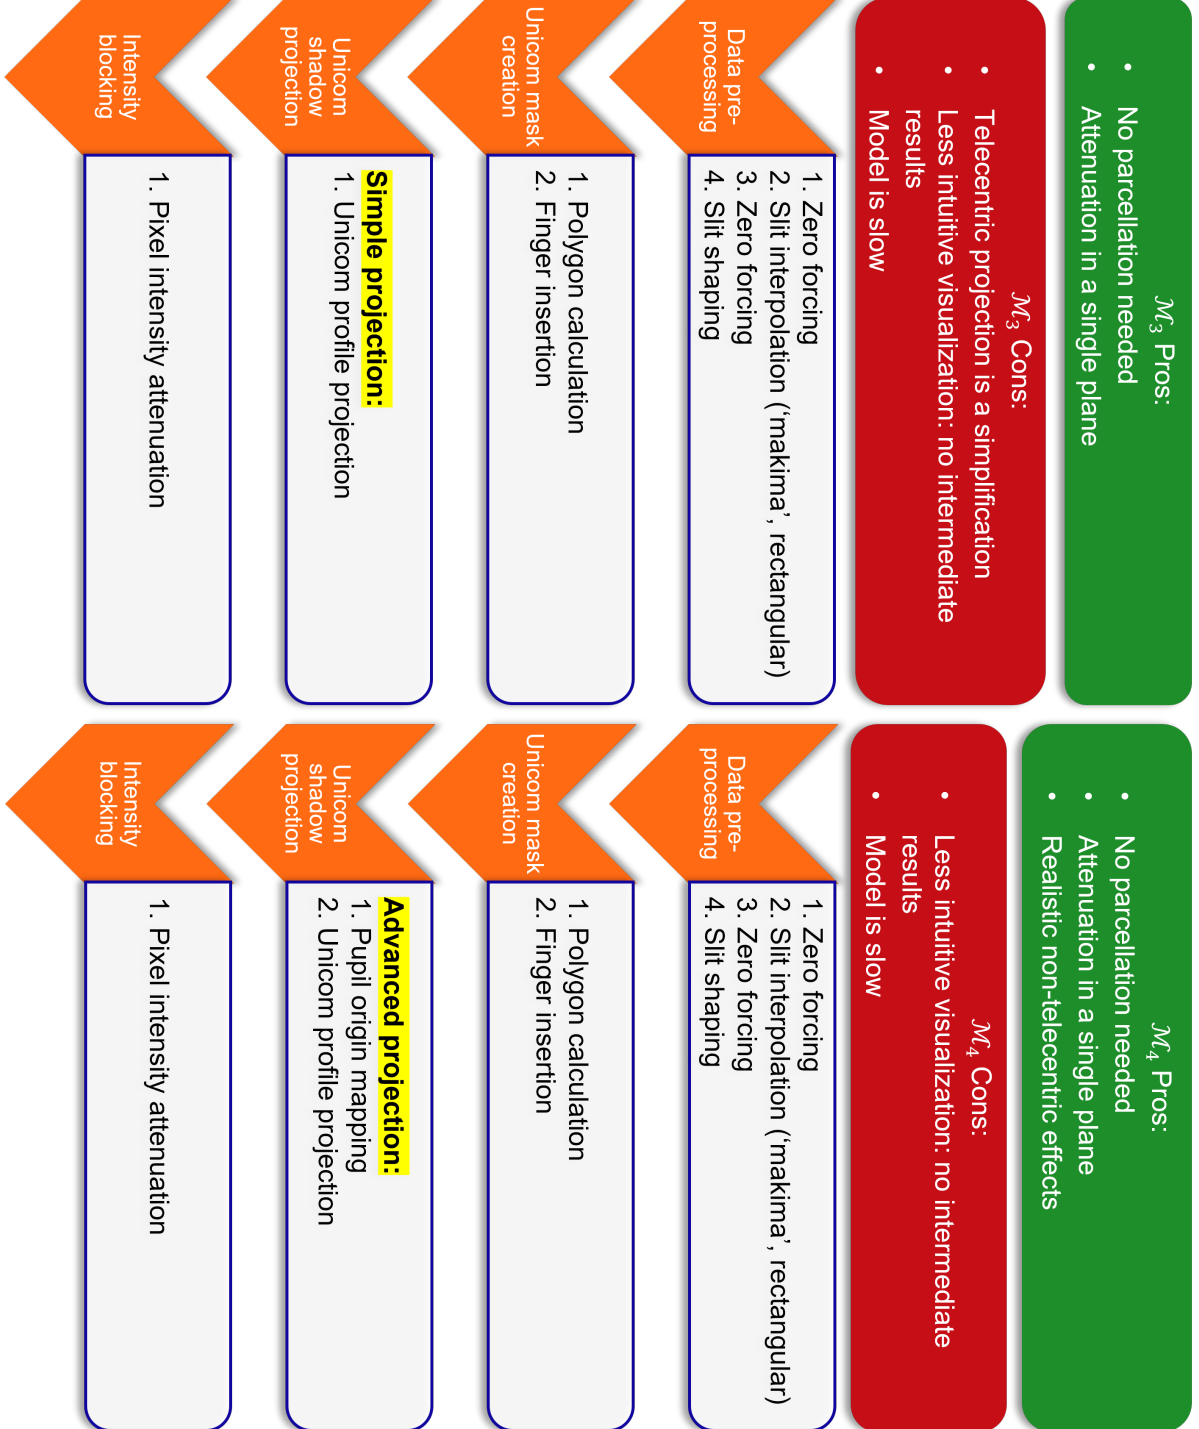 ℳ₃ Pros:
• No parcellation needed
• Attenuation in a single plane
ℳ₃ Cons:
• Telecentric projection is a simplification
• Less intuitive visualization: no intermediate
results
• Model is slow
Data pre-
processing
1. Zero forcing
2. Slit interpolation (‘makima’, rectangular)
3. Zero forcing
4. Slit shaping
Unicom mask
creation
1. Polygon calculation
2. Finger insertion
Unicom
shadow
projection
Simple projection:
1. Unicom profile projection
Intensity
blocking
1. Pixel intensity attenuation
ℳ₄ Pros:
• No parcellation needed
• Attenuation in a single plane
• Realistic non-telecentric effects
ℳ₄ Cons:
• Less intuitive visualization: no intermediate
results
• Model is slow
Data pre-
processing
1. Zero forcing
2. Slit interpolation (‘makima’, rectangular)
3. Zero forcing
4. Slit shaping
Unicom mask
creation
1. Polygon calculation
2. Finger insertion
Unicom
shadow
projection
Advanced projection:
1. Pupil origin mapping
2. Unicom profile projection
Intensity
blocking
1. Pixel intensity attenuation